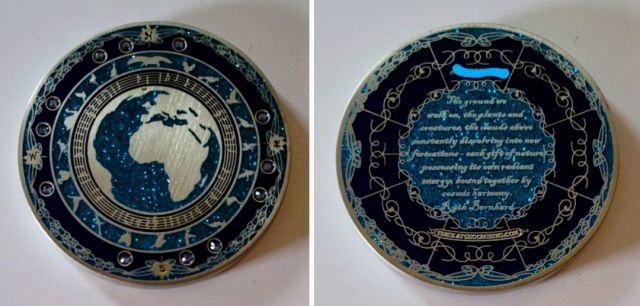 N
W
E
S
The ground we
walk on, the plants and
creatures, the clouds above
constantly dissolving into new
formations - each gift of nature
possessing its own radiant
energy, bound together by
cosmic harmony.
Ruth Bernhard